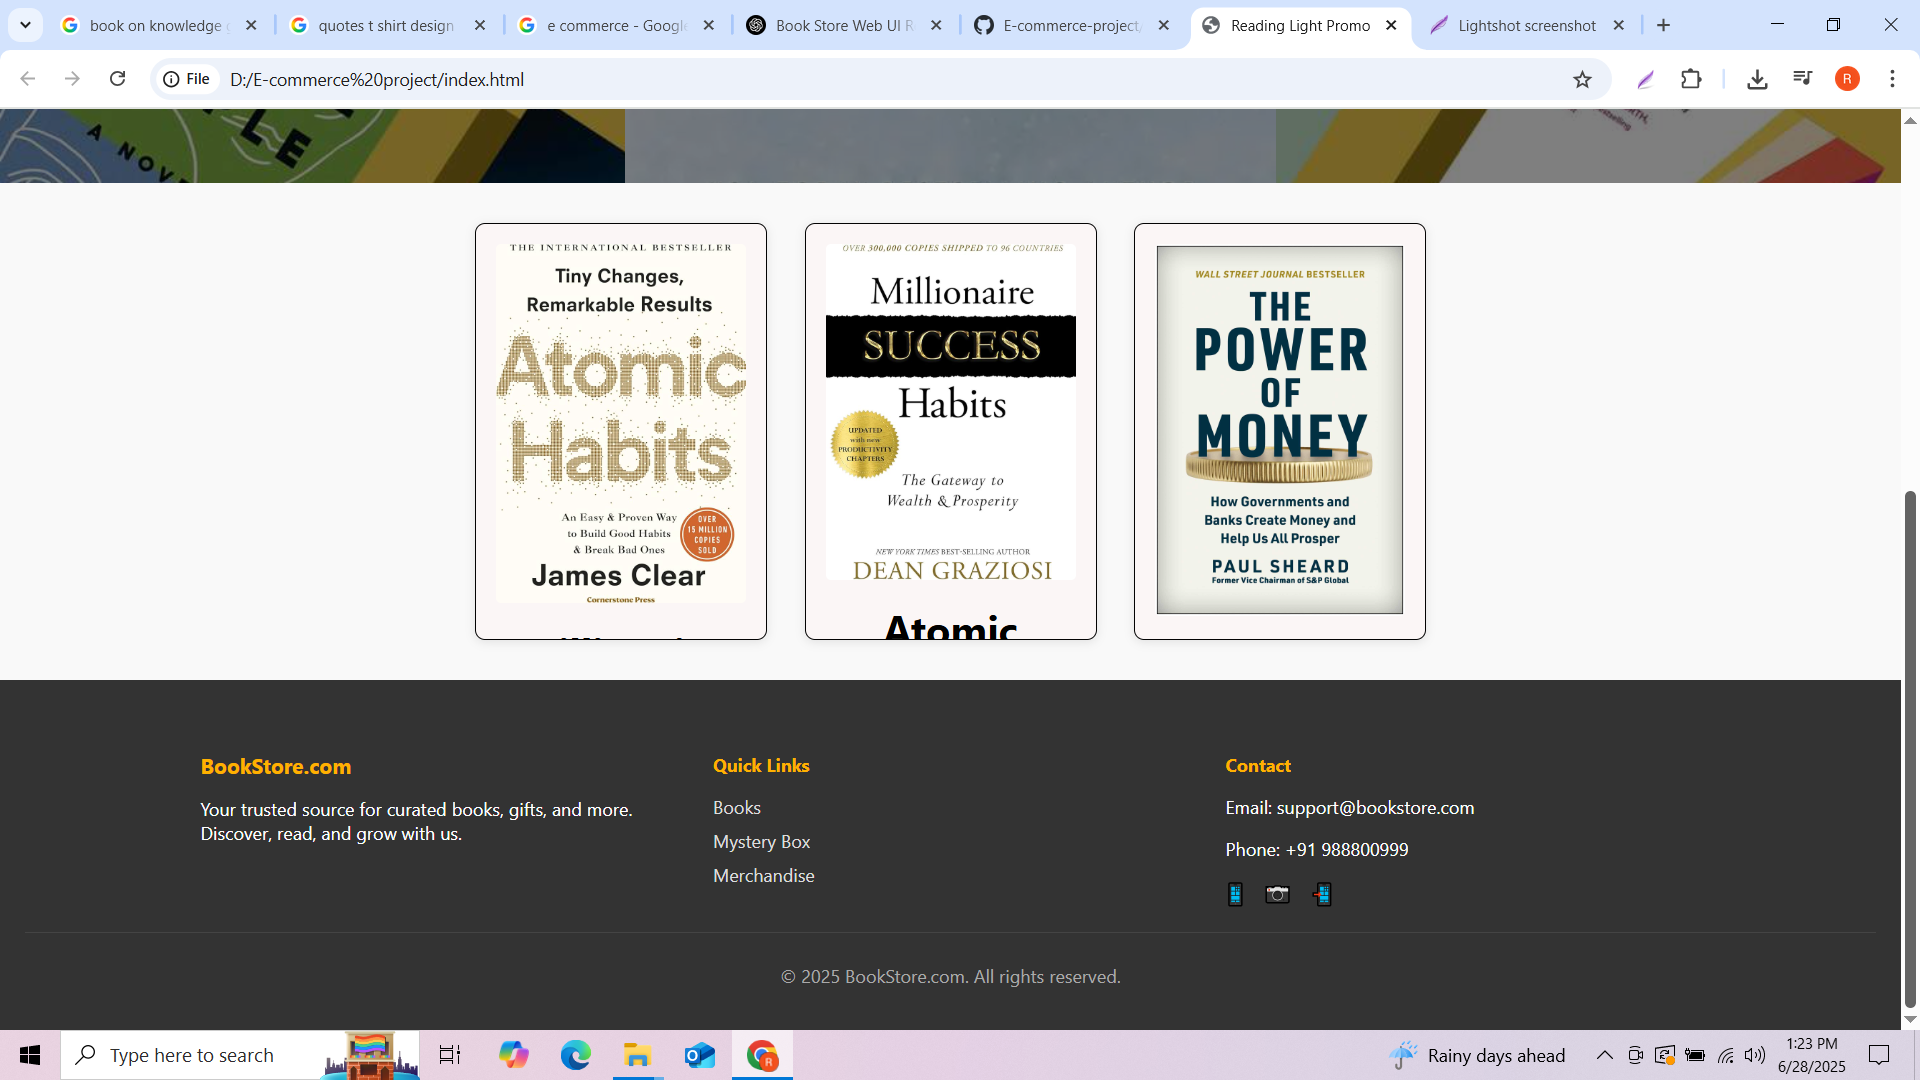 book on knowledge
quotes t shirt design
e commerce - Google
Book Store Web UI R
E-commerce-project/
Reading Light Promo
Lightshot screenshot
File
D:/E-commerce%20project/index.html
R
A NOVE
LE
THE INTERNATIONAL BESTSELLER
Tiny Changes,
Remarkable Results
Atomic
Habits
An Easy & Proven Way
to Build Good Habits
& Break Bad Ones
OVER
15 MILLION
COPIES
SOLD
James Clear
Cornerstone Press
OVER 300,000 COPIES SHIPPED TO 96 COUNTRIES
Millionaire
SUCCESS
Habits
UPDATED
with new
PRODUCTIVITY
CHAPTERS
The Gateway to
Wealth & Prosperity
NEW YORK TIMES BEST-SELLING AUTHOR
DEAN GRAZIOSI
Atomic
WALL STREET JOURNAL BESTSELLER
THE
POWER
OF
MONEY
How Governments and
Banks Create Money and
Help Us All Prosper
PAUL SHEARD
Former Vice Chairman of S&P Global
BookStore.com
Your trusted source for curated books, gifts, and more.
Discover, read, and grow with us.
Quick Links
Books
Mystery Box
Merchandise
Contact
Email: support@bookstore.com
Phone: +91 988800999
© 2025 BookStore.com. All rights reserved.
Type here to search
Rainy days ahead
1:23 PM
6/28/2025